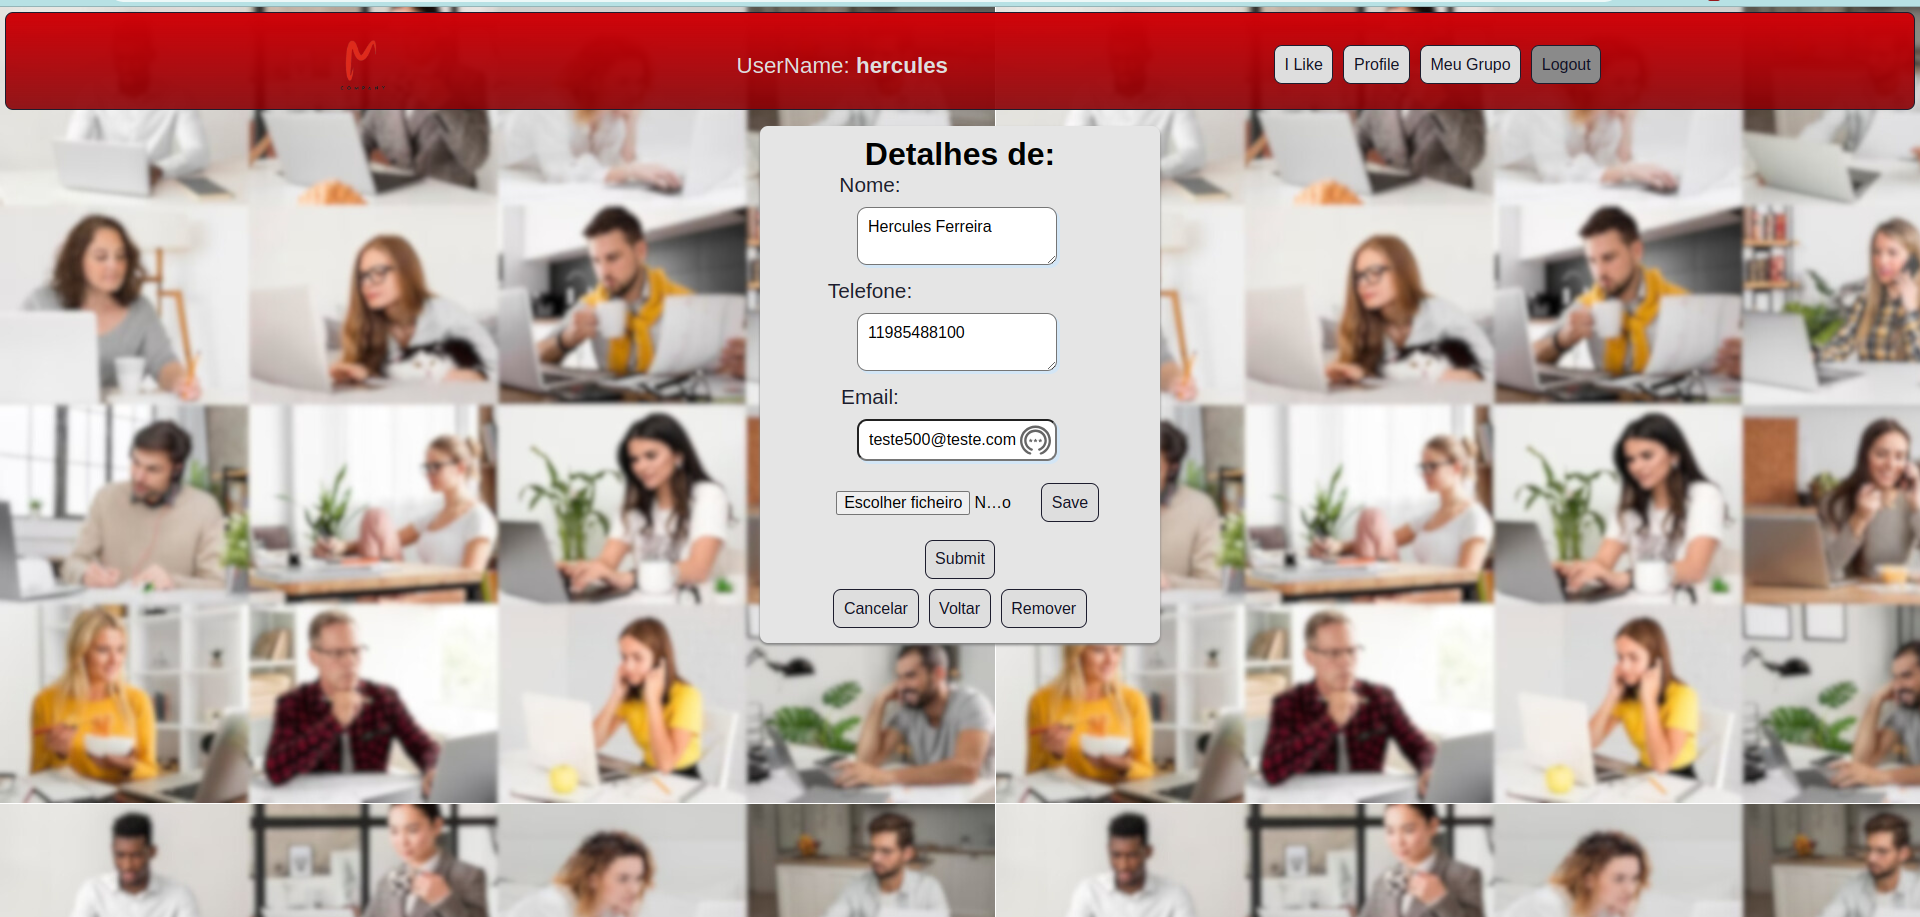 UserName: hercules
I Like
Profile
Meu Grupo
Logout
Detalhes de:
Nome:
Hercules Ferreira
Telefone:
11985488100
Email:
teste500@teste.com
Escolher ficheiro N...o
Save
Submit
Cancelar
Voltar
Remover